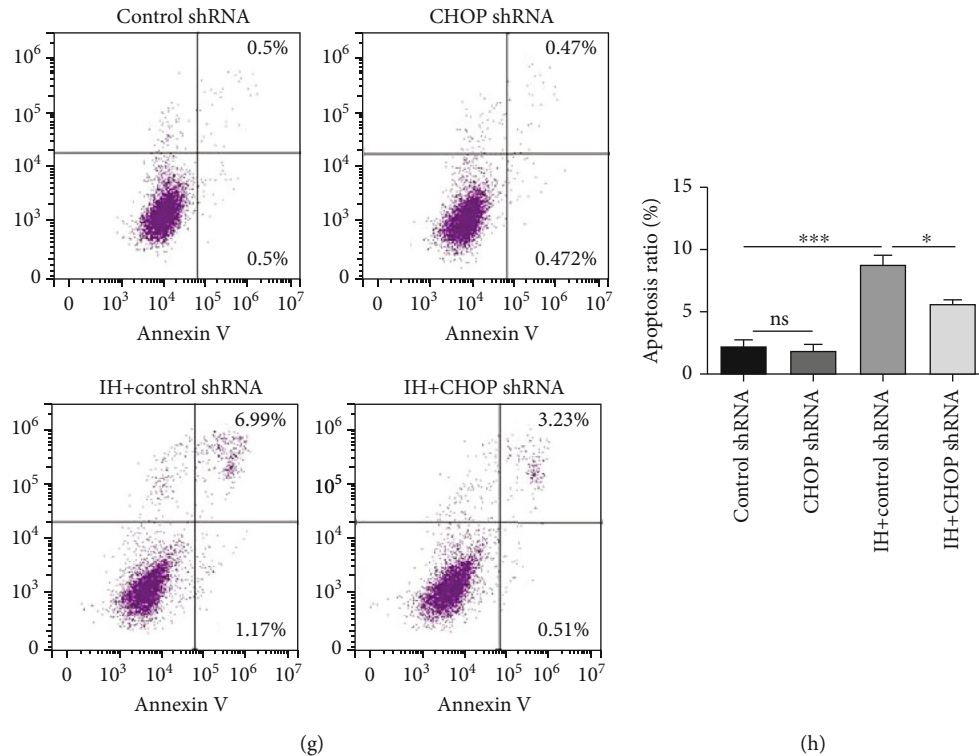 Control shRNA
10⁶
10⁵
10⁴
10³
0
0.5%
0.5%
0 10³ 10⁴ 10⁵ 10⁶ 10⁷
Annexin V
CHOP shRNA
10⁶
10⁵
10⁴
10³
0
0.47%
0.472%
0 10³ 10⁴ 10⁵ 10⁶ 10⁷
Annexin V
IH+control shRNA
10⁶
10⁵
10⁴
10³
0
6.99%
1.17%
0 10³ 10⁴ 10⁵ 10⁶ 10⁷
Annexin V
IH+CHOP shRNA
10⁶
10⁵
10⁴
10³
0
3.23%
0.51%
0 10³ 10⁴ 10⁵ 10⁶ 10⁷
Annexin V
(g)
Apoptosis ratio (%)
15
10
5
0
***
*
ns
Control shRNA
CHOP shRNA
IH+control shRNA
IH+CHOP shRNA
(h)